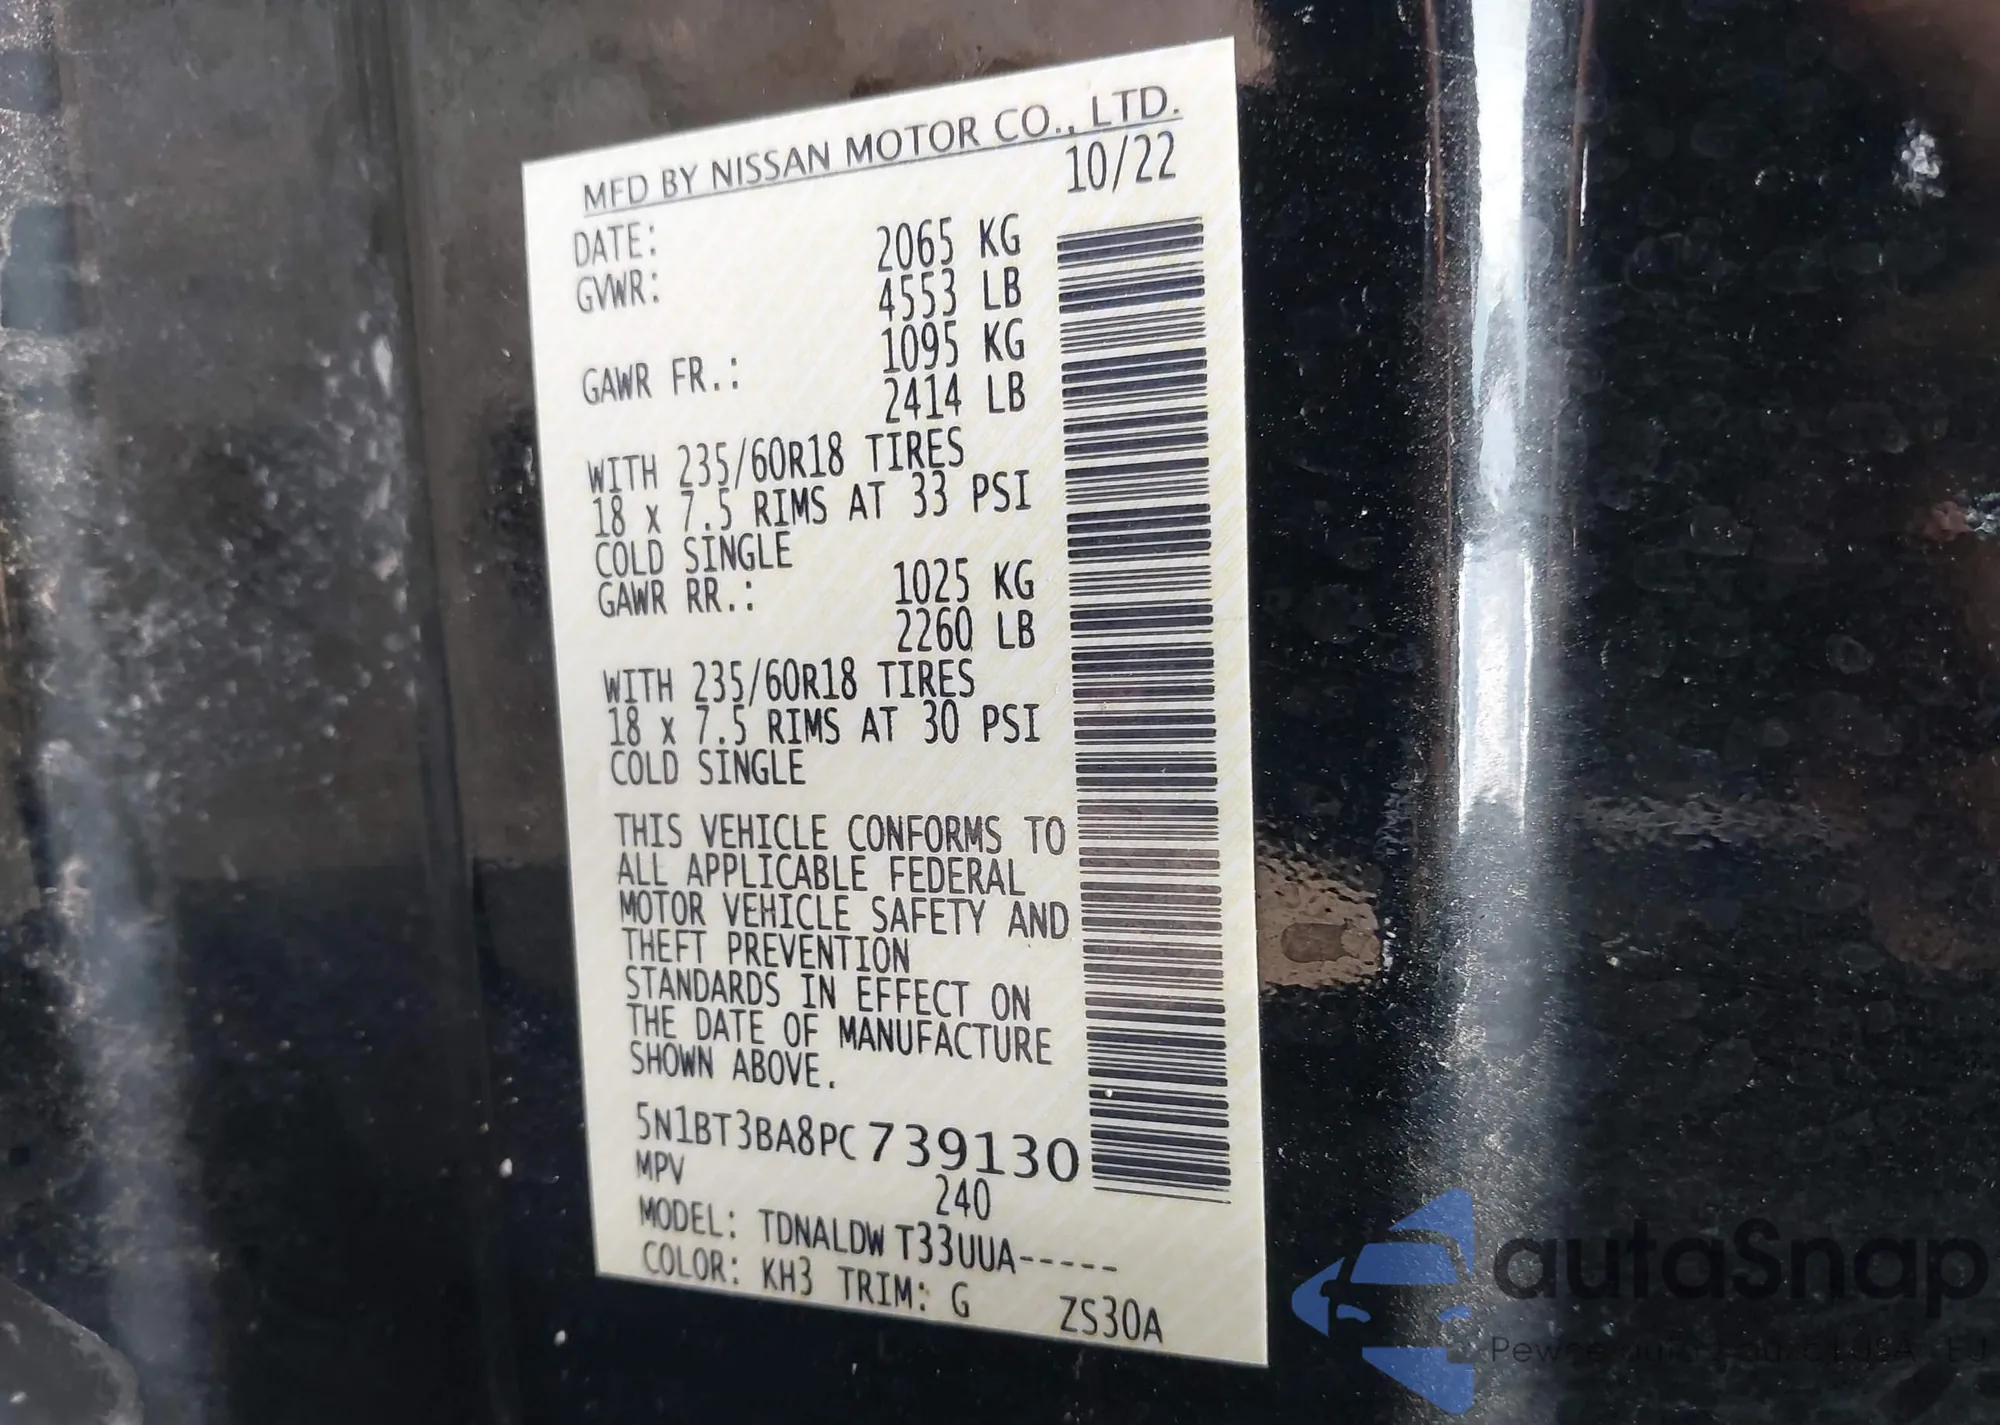 MFD BY NISSAN MOTOR CO., LTD.
DATE: 10/22
GVWR: 2065 KG
4553 LB
GAWR FR.: 1095 KG
2414 LB
WITH 235/60R18 TIRES
18 x 7.5 RIMS AT 33 PSI
COLD SINGLE
GAWR RR.: 1025 KG
2260 LB
WITH 235/60R18 TIRES
18 x 7.5 RIMS AT 30 PSI
COLD SINGLE
THIS VEHICLE CONFORMS TO
ALL APPLICABLE FEDERAL
MOTOR VEHICLE SAFETY AND
THEFT PREVENTION
STANDARDS IN EFFECT ON
THE DATE OF MANUFACTURE
SHOWN ABOVE.
5N1BT3BA8PC739130
MPV 240
MODEL: TDNALDW T33UUA-----
COLOR: KH3 TRIM: G ZS30A
autaSnap